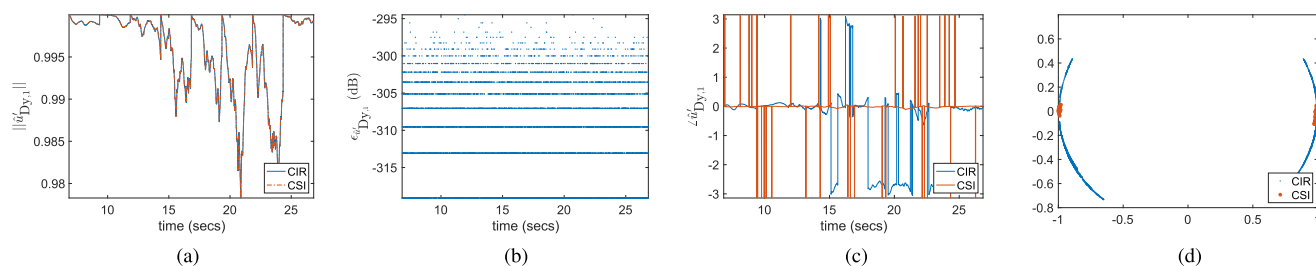 ||û′Dy,1||
0.995
0.99
0.985
0.98
CIR
CSI
10 15 20 25
time (secs)
(a)
ϵû′Dy,1 (dB)
-295
-300
-305
-310
-315
10 15 20 25
time (secs)
(b)
∠û′Dy,1
3
2
1
0
-1
-2
-3
CIR
CSI
10 15 20 25
time (secs)
(c)
0.8
0.6
0.4
0.2
0
-0.2
-0.4
-0.6
-0.8
CIR
CSI
-1 -0.5 0 0.5
(d)